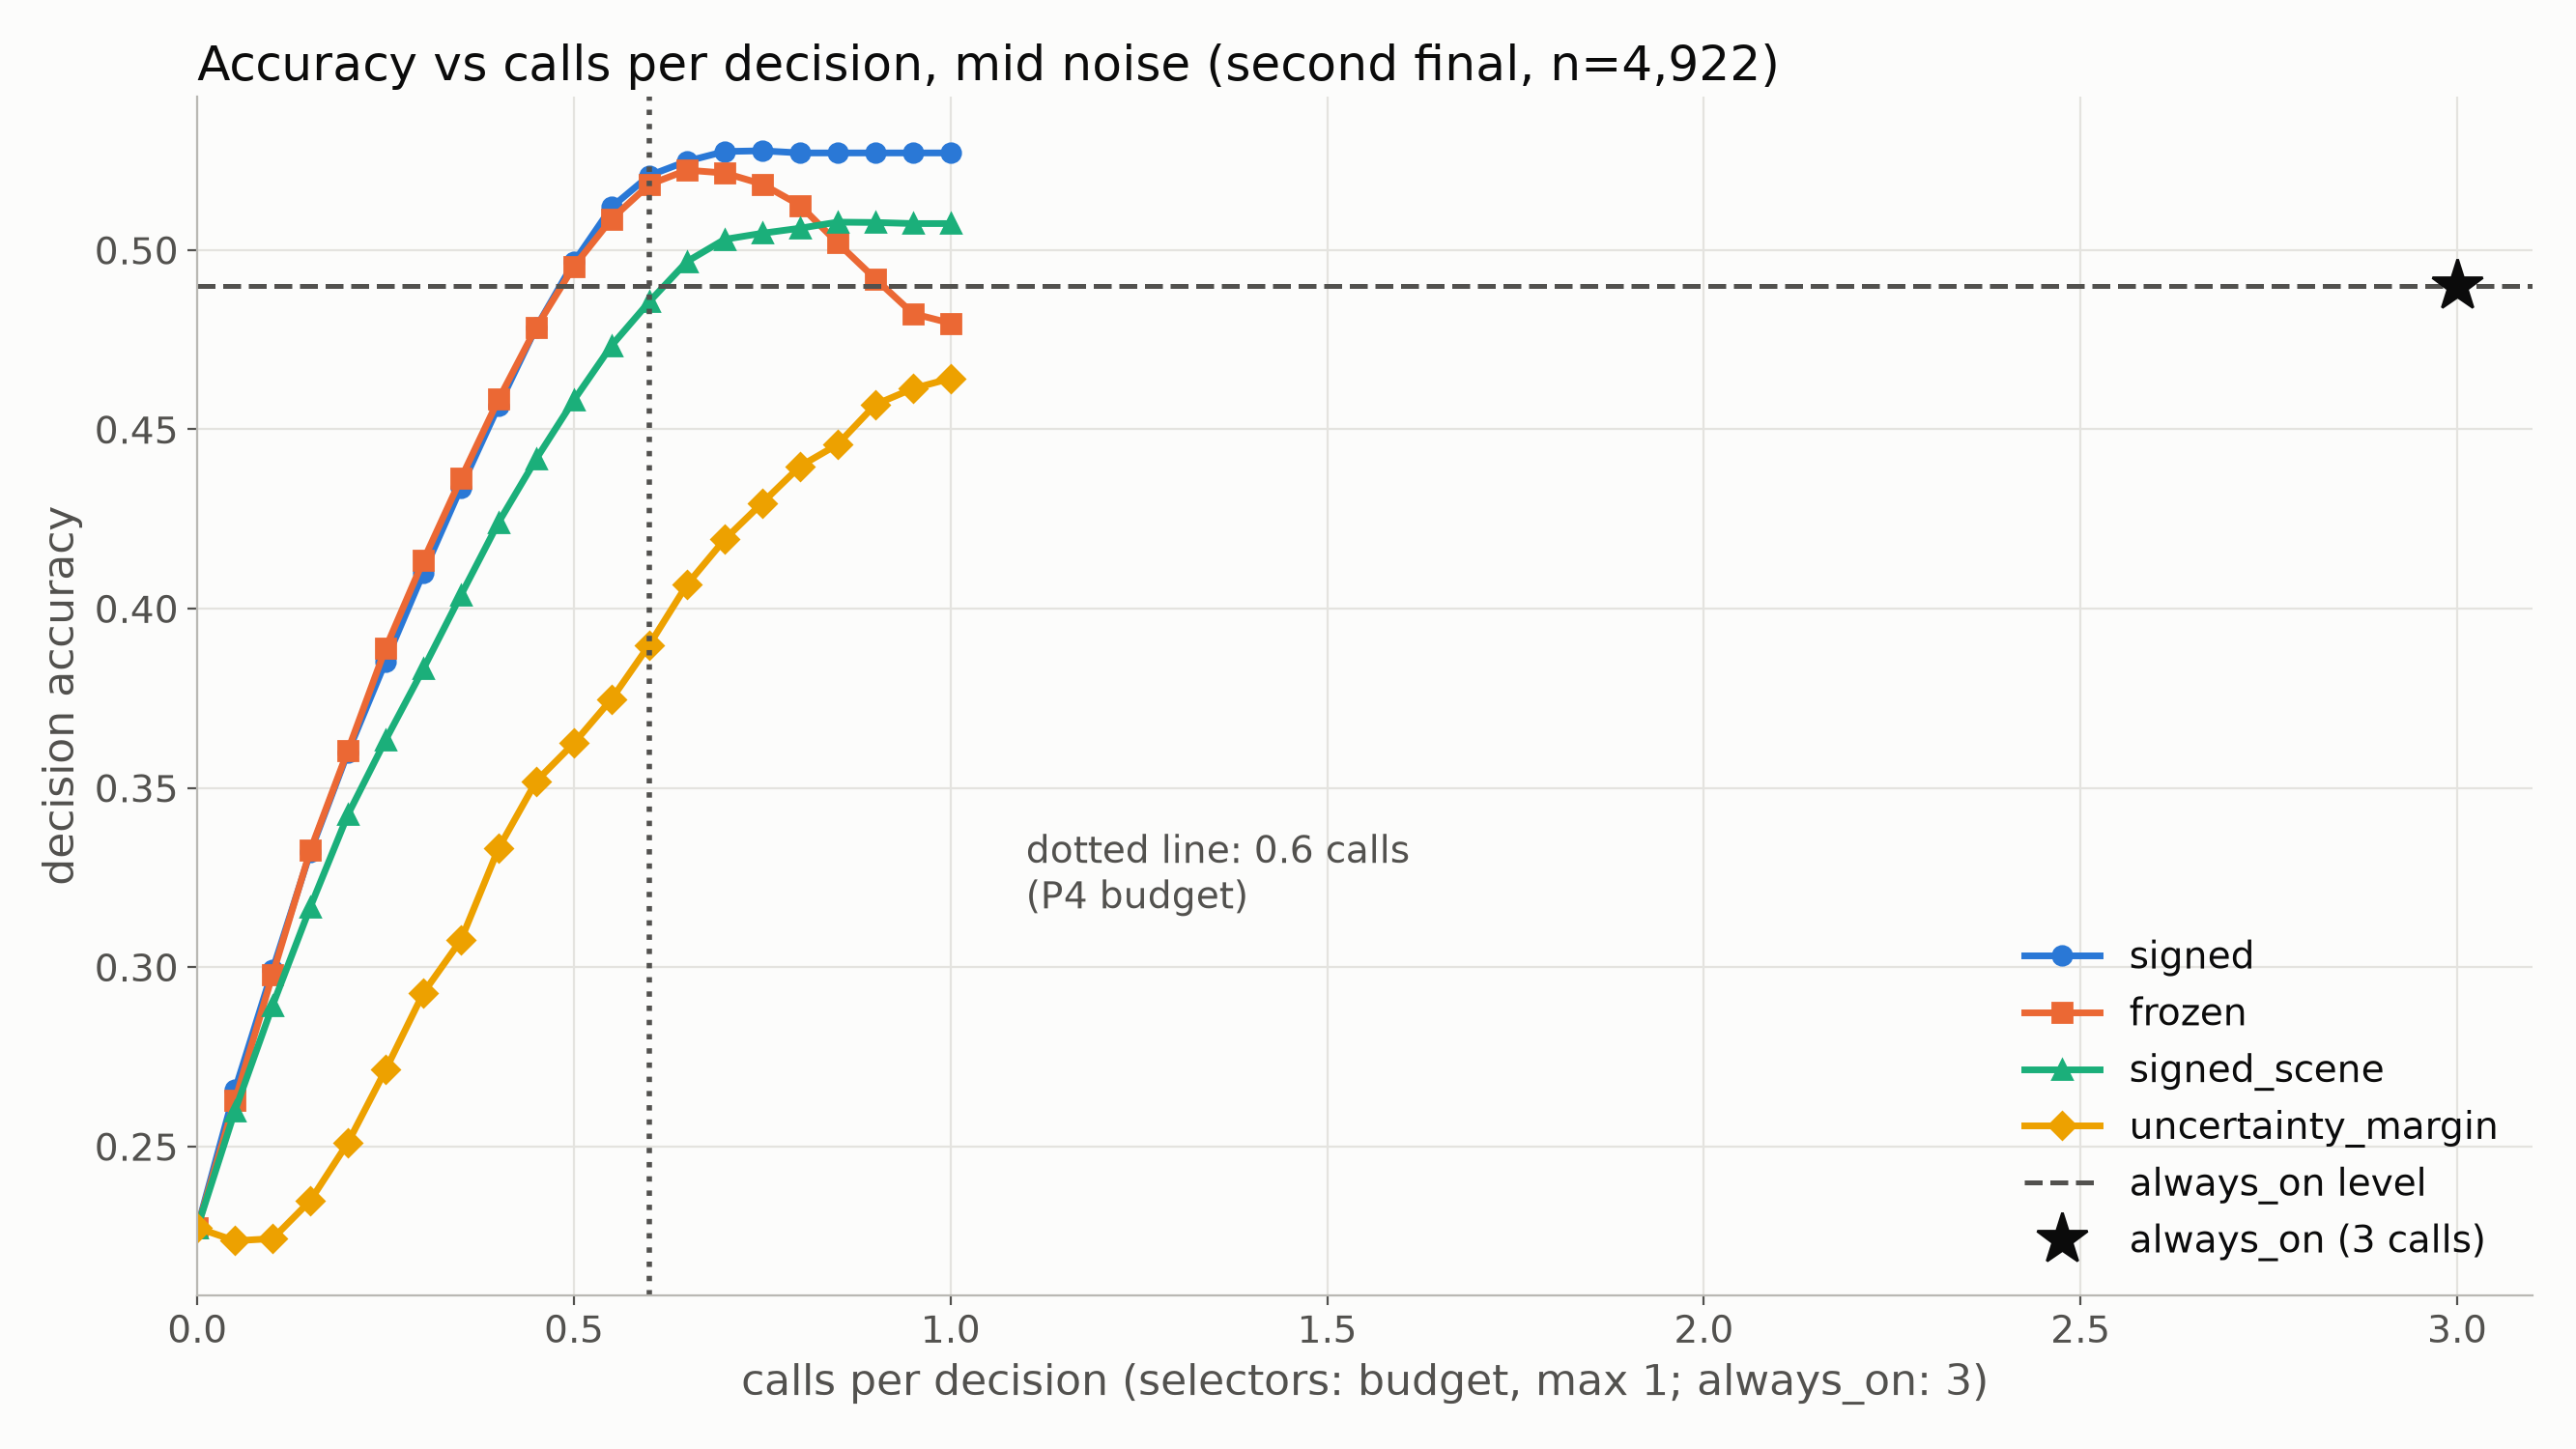 Accuracy vs calls per decision, mid noise (second final, n=4,922)
decision accuracy
0.50
0.45
0.40
0.35
0.30
0.25
dotted line: 0.6 calls
(P4 budget)
signed
frozen
signed_scene
uncertainty_margin
always_on level
always_on (3 calls)
0.0 0.5 1.0 1.5 2.0 2.5 3.0
calls per decision (selectors: budget, max 1; always_on: 3)